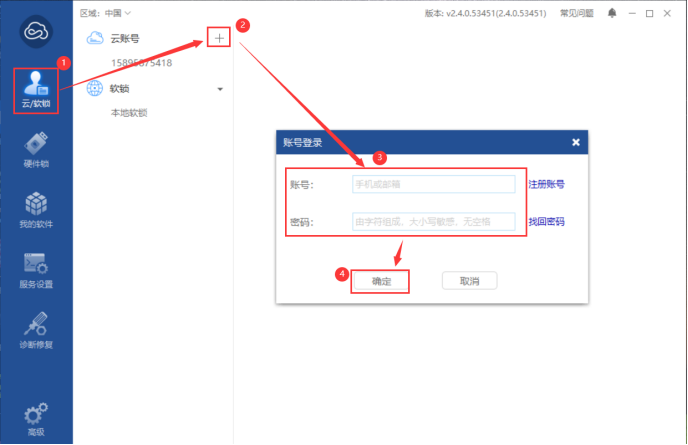 区域: 中国
版本: v2.4.0.53451(2.4.0.53451)
常见问题
1
云/软锁
硬件锁
我的软件
服务设置
诊断修复
高级
云账号
2
15895675418
软锁
本地软锁
账号登录
3
账号:
手机或邮箱
注册账号
密码:
由字符组成、大小写敏感、无空格
找回密码
4
确定
取消